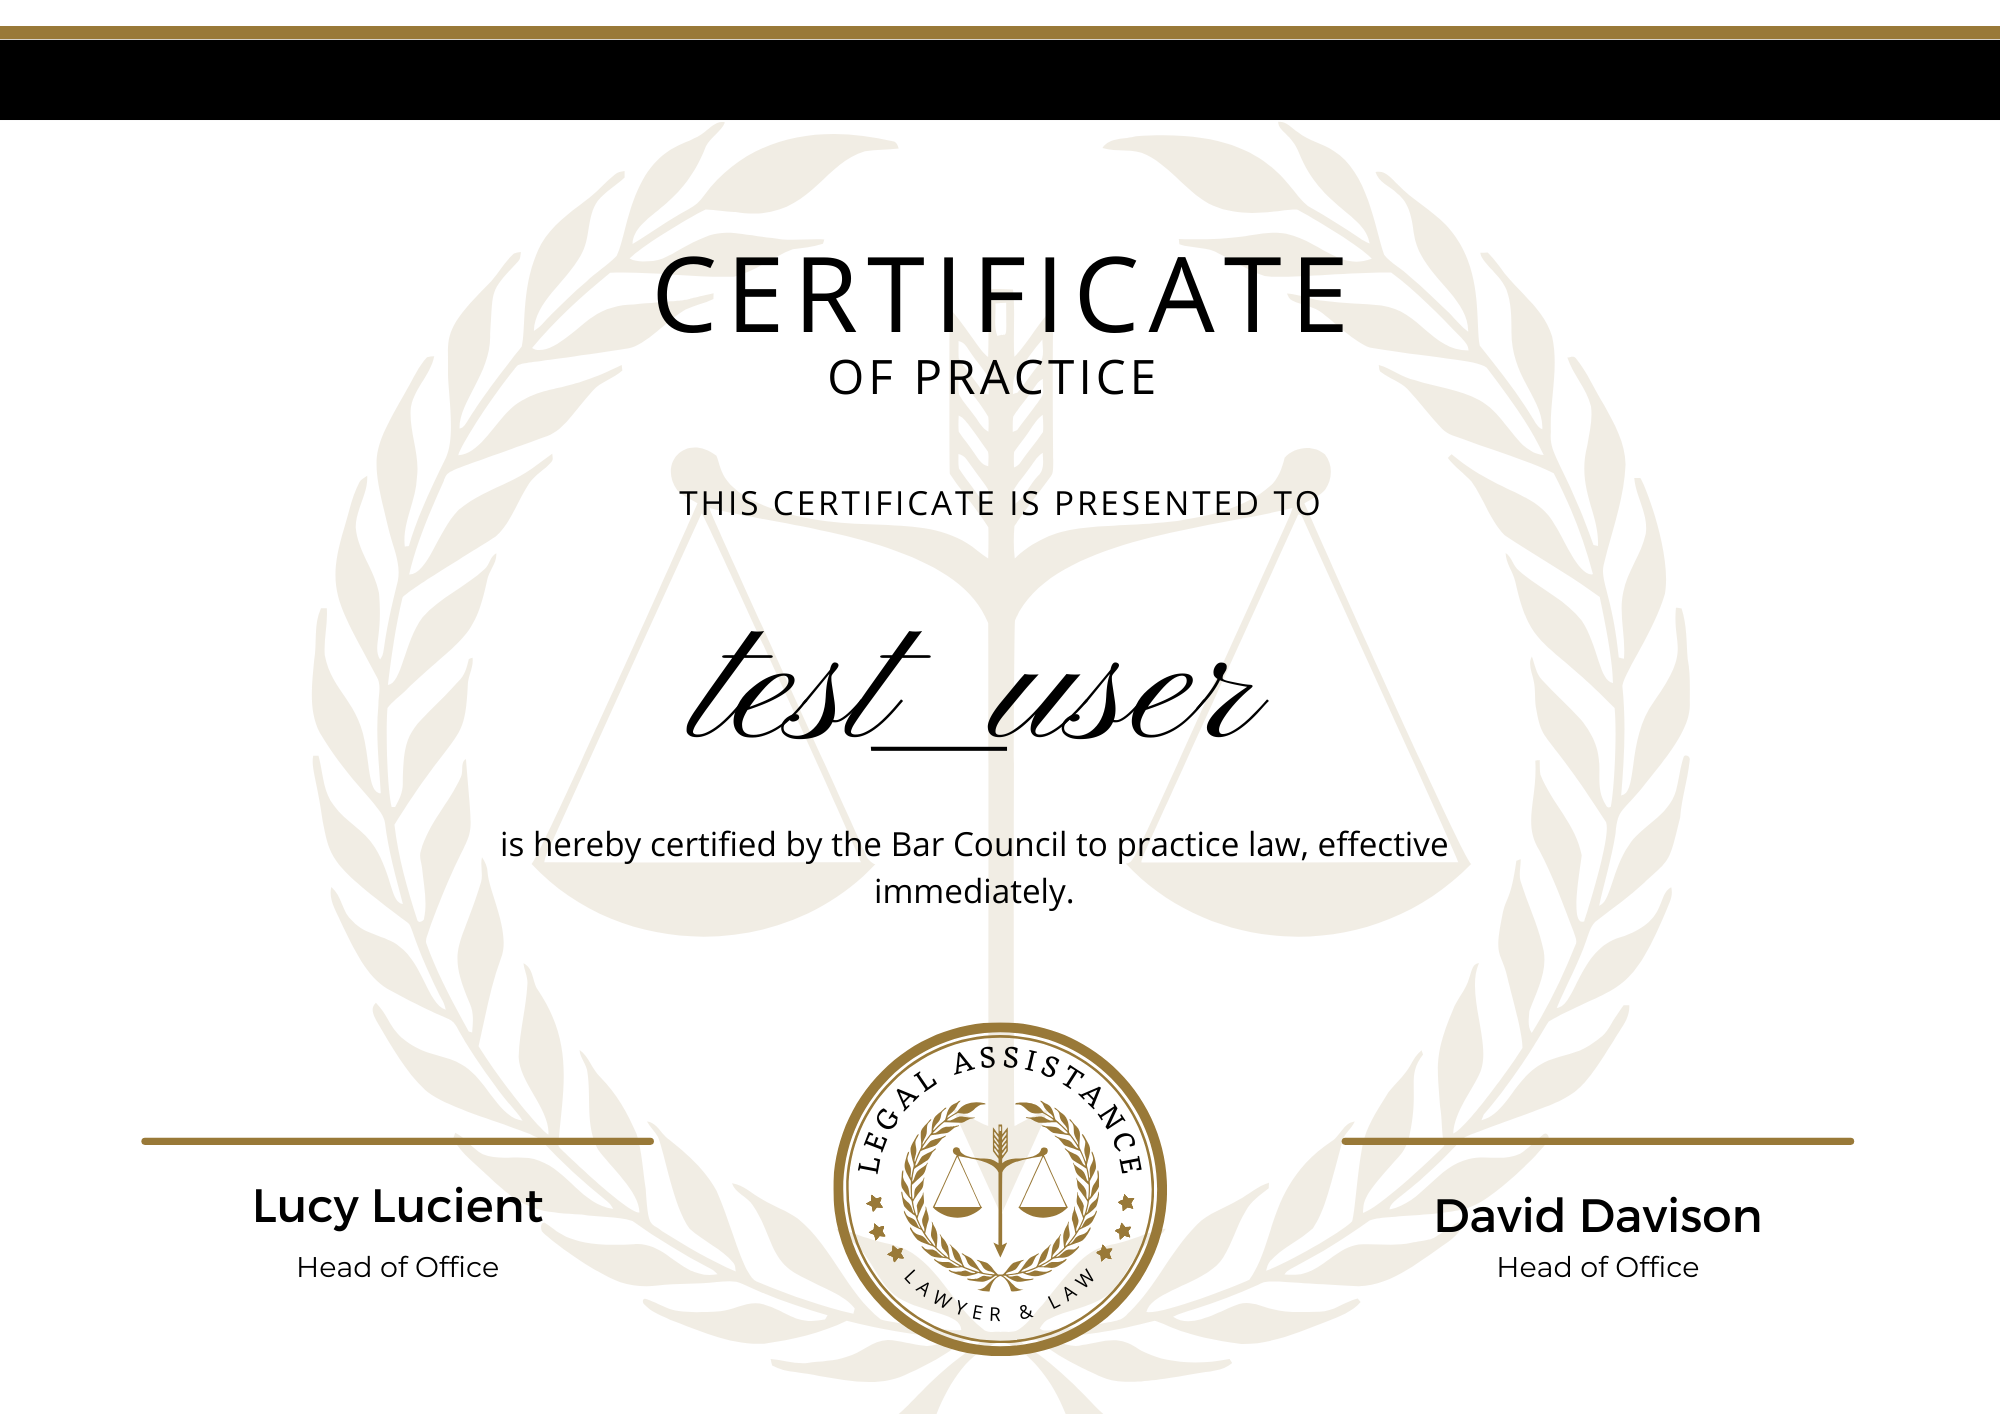 CERTIFICATE
OF PRACTICE
THIS CERTIFICATE IS PRESENTED TO
test_user
is hereby certified by the Bar Council to practice law, effective
immediately.
LEGAL ASSISTANCE
LAWYER & LAW
Lucy Lucient
Head of Office
David Davison
Head of Office